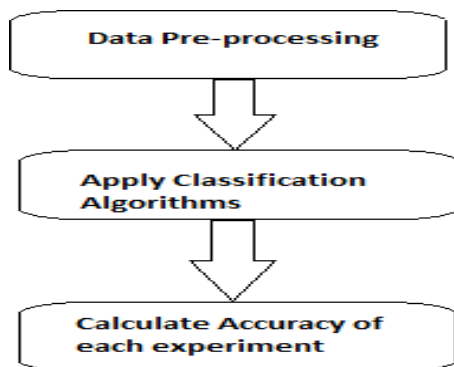 Data Pre-processing
Apply Classification
Algorithms
Calculate Accuracy of
each experiment